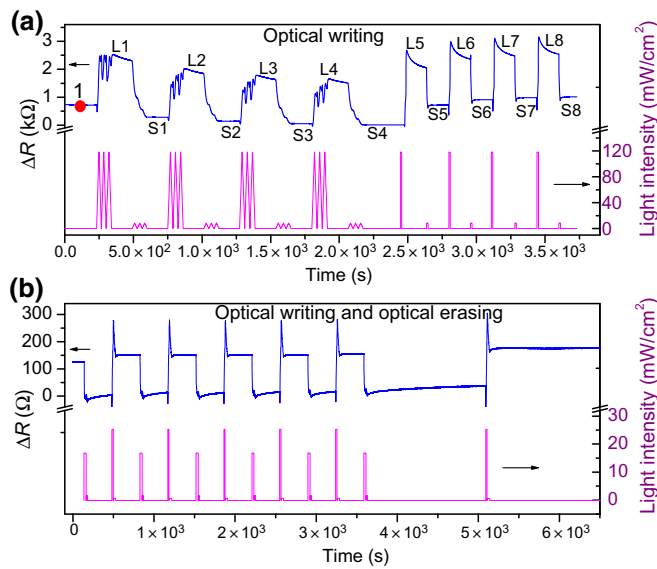 (a)
Optical writing
L1 L2 L3 L4 L5 L6 L7 L8
1
S1 S2 S3 S4 S5 S6 S7 S8
3
2
1
0
ΔR (kΩ)
120
80
40
0
Light intensity (mW/cm²)
0.0 5.0×10² 1.0×10³ 1.5×10³ 2.0×10³ 2.5×10³ 3.0×10³ 3.5×10³
Time (s)
(b)
Optical writing and optical erasing
300
200
100
0
ΔR (Ω)
30
25
20
15
10
5
0
Light intensity (mW/cm²)
0 1×10³ 2×10³ 3×10³ 4×10³ 5×10³ 6×10³
Time (s)